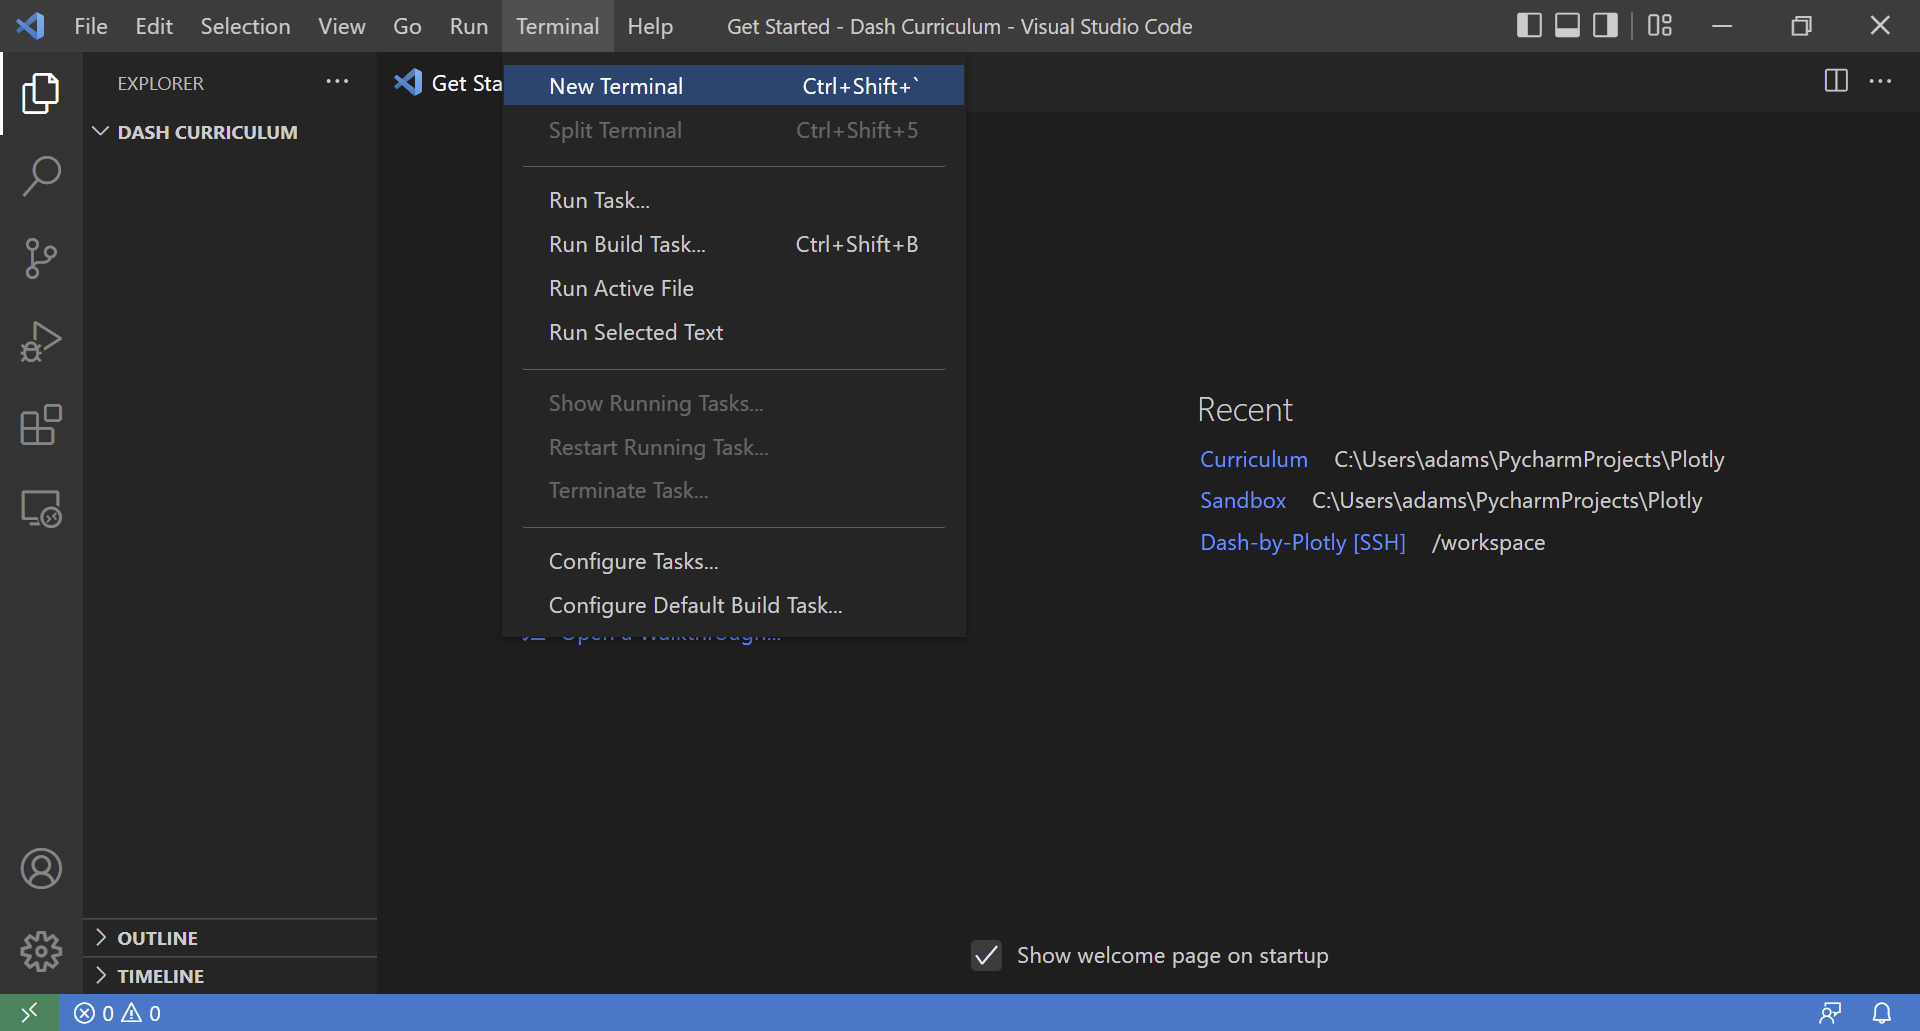 File Edit Selection View Go Run Terminal Help Get Started - Dash Curriculum - Visual Studio Code
EXPLORER
DASH CURRICULUM
OUTLINE
TIMELINE
Get Sta
New Terminal Ctrl+Shift+`
Split Terminal Ctrl+Shift+5
Run Task...
Run Build Task... Ctrl+Shift+B
Run Active File
Run Selected Text
Show Running Tasks...
Restart Running Task...
Terminate Task...
Configure Tasks...
Configure Default Build Task...
Open a Walkthrough...
Recent
Curriculum C:\Users\adams\PycharmProjects\Plotly
Sandbox C:\Users\adams\PycharmProjects\Plotly
Dash-by-Plotly [SSH] /workspace
Show welcome page on startup
0 0